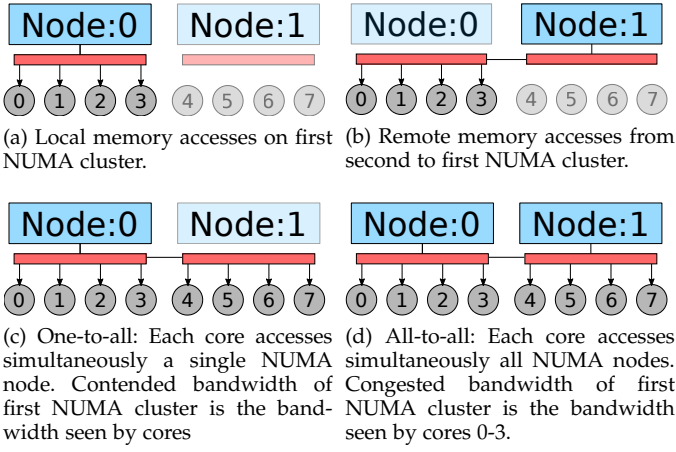 Node:0 Node:1
0 1 2 3 4 5 6 7
(a) Local memory accesses on first
NUMA cluster.
Node:0 Node:1
0 1 2 3 4 5 6 7
(b) Remote memory accesses from
second to first NUMA cluster.
Node:0 Node:1
0 1 2 3 4 5 6 7
(c) One-to-all: Each core accesses
simultaneously a single NUMA
node. Contended bandwidth of
first NUMA cluster is the band-
width seen by cores
Node:0 Node:1
0 1 2 3 4 5 6 7
(d) All-to-all: Each core accesses
simultaneously all NUMA nodes.
Congested bandwidth of first
NUMA cluster is the bandwidth
seen by cores 0-3.